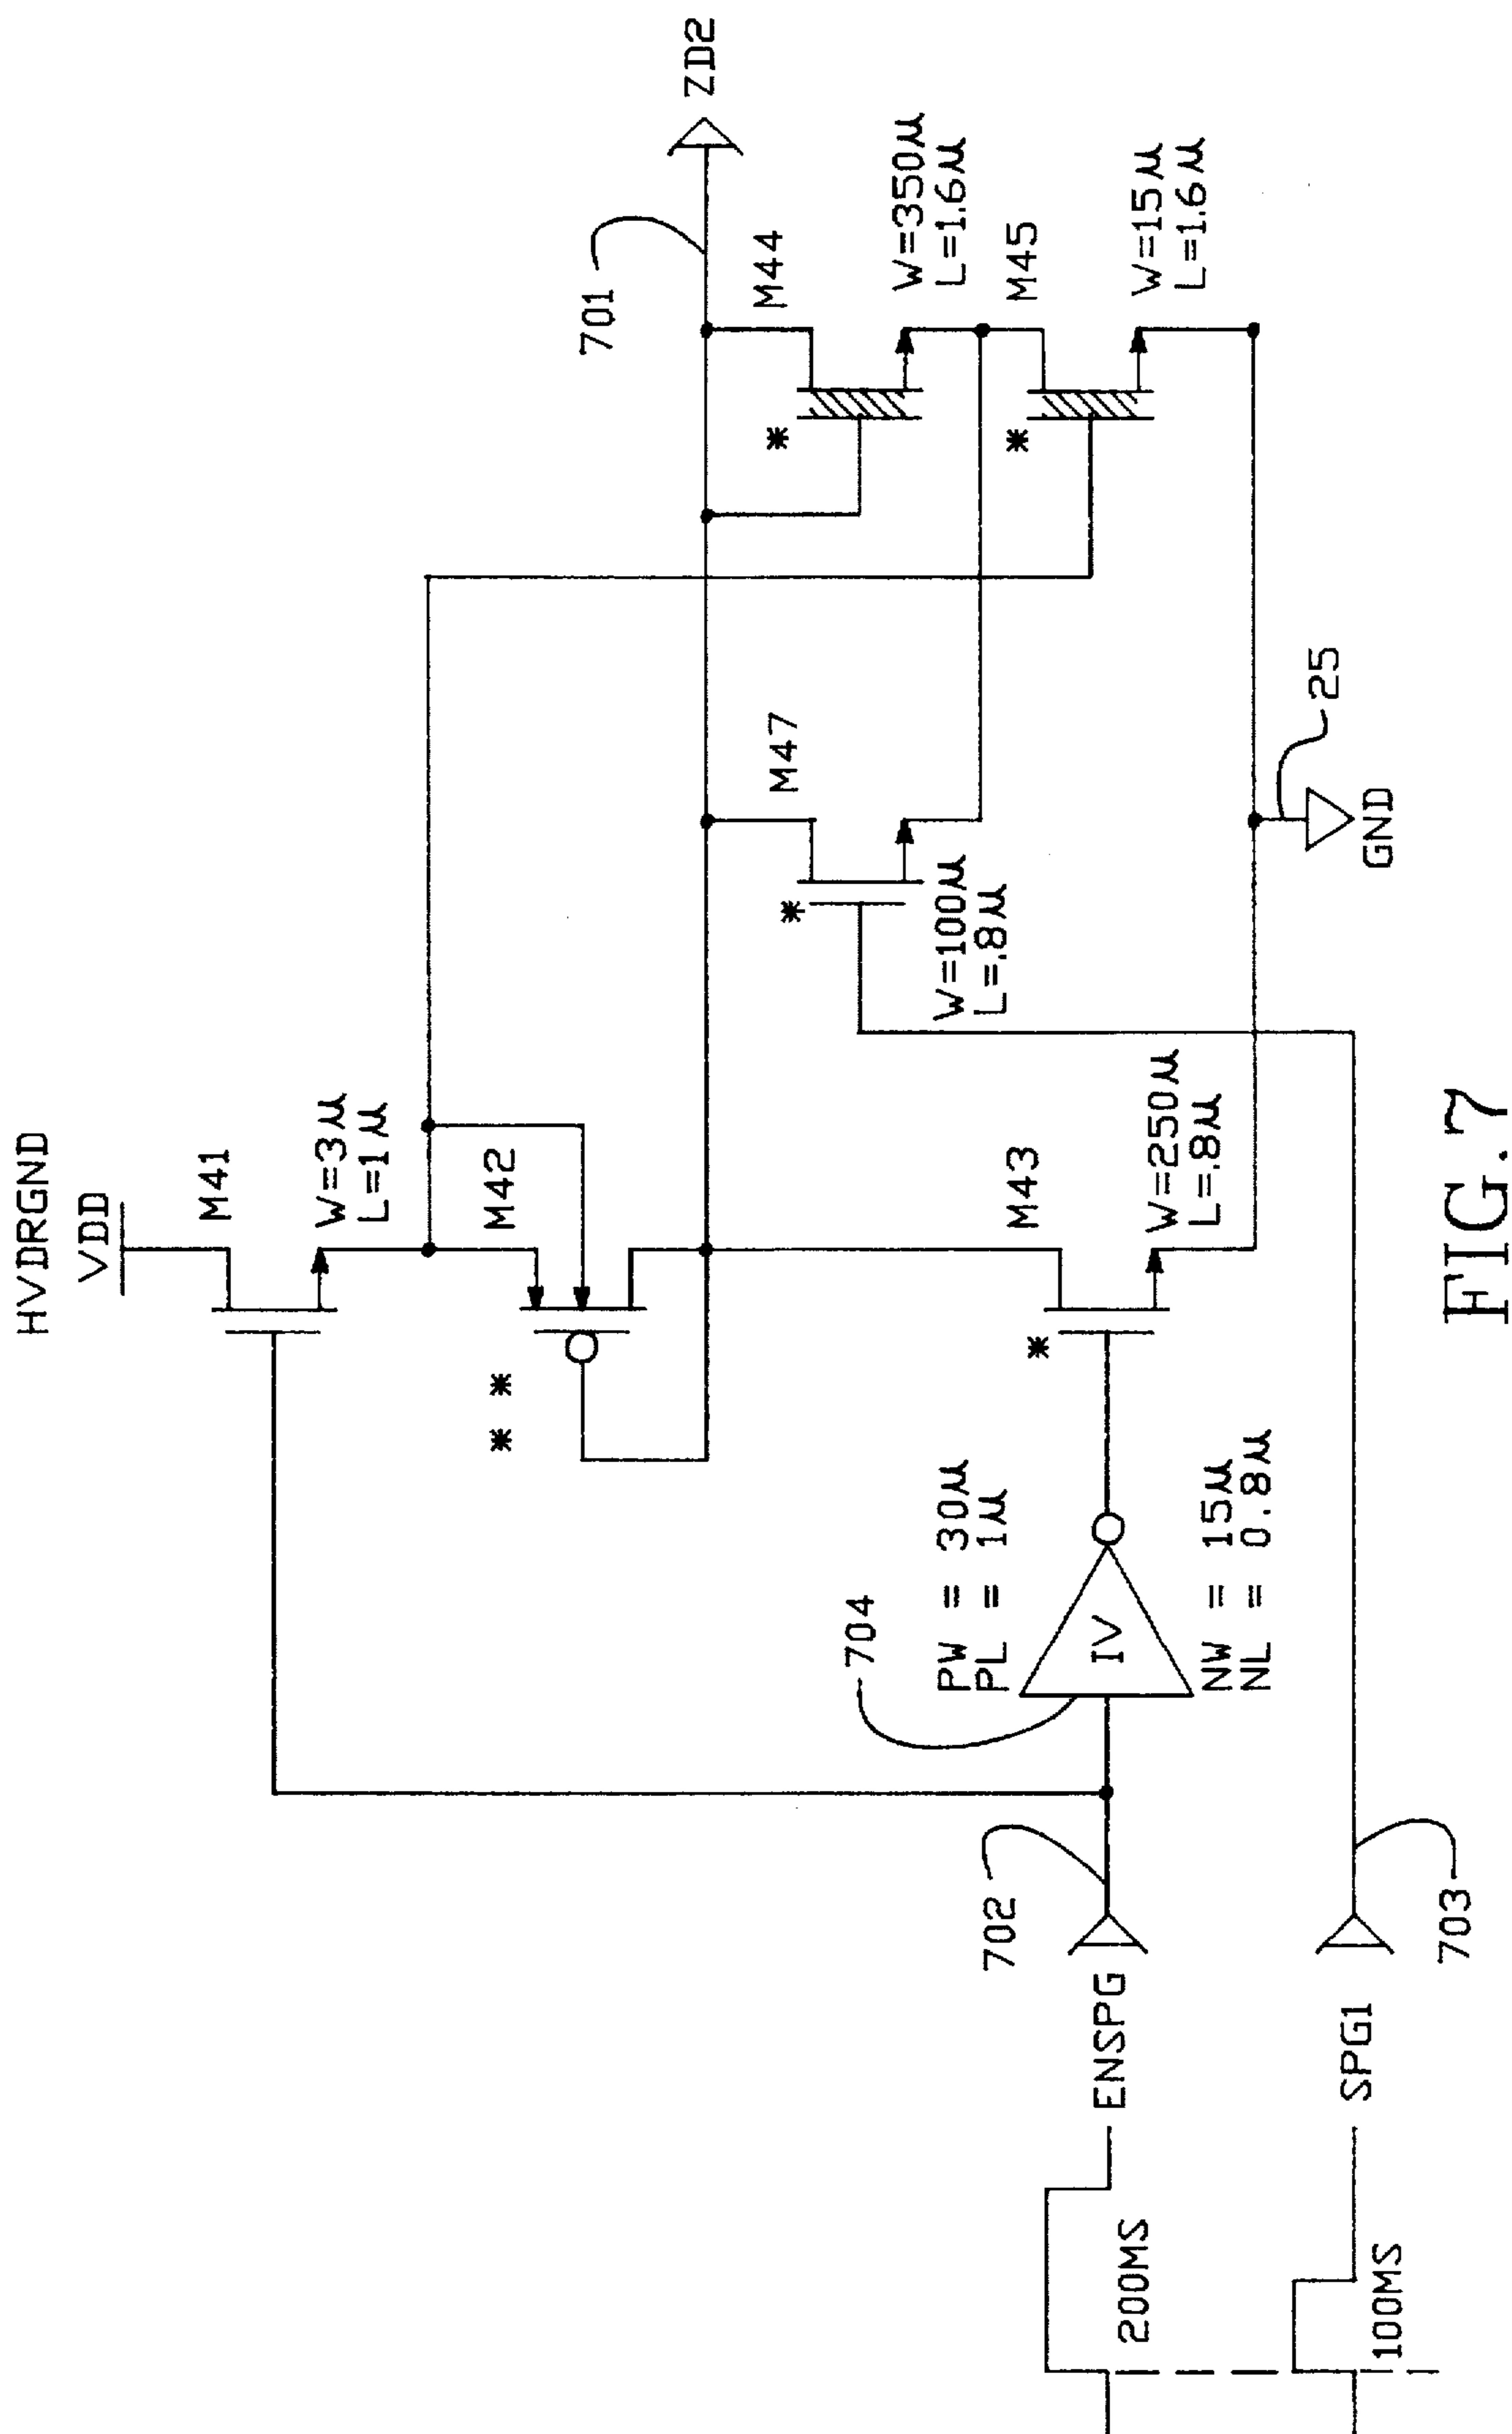 HVDRGND
VDD
M41
W=3μ
L=1μ
* *
M42
ZD2
701
M44
*
W=350μ
L=1.6μ
M47
*
W=100μ
L=.8μ
M45
*
W=15μ
L=1.6μ
M43
*
W=250μ
L=.8μ
704
PW = 30μ
PL = 1μ
IV
NW = 15μ
NL = 0.8μ
702
ENSPG
200MS
SPG1
703
100MS
25
GND
FIG.7